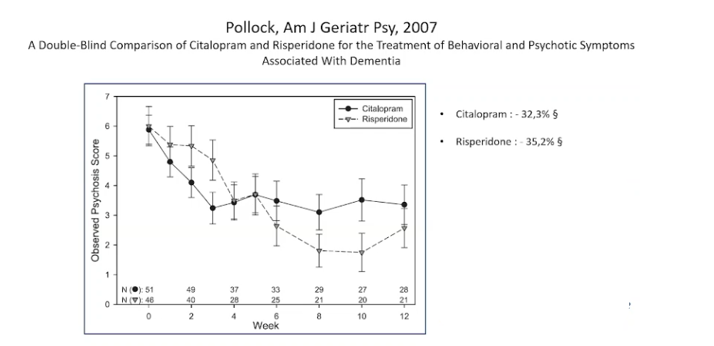 Pollock, Am J Geriatr Psy, 2007
A Double-Blind Comparison of Citalopram and Risperidone for the Treatment of Behavioral and Psychotic Symptoms
Associated With Dementia
7
6
5
4
3
2
1
0
Observed Psychosis Score
Citalopram
Risperidone
N (●): 51 49 37 33 29 27 28
N (▽): 46 40 28 25 21 20 21
0 2 4 6 8 10 12
Week
• Citalopram : - 32,3% §
• Risperidone : - 35,2% §